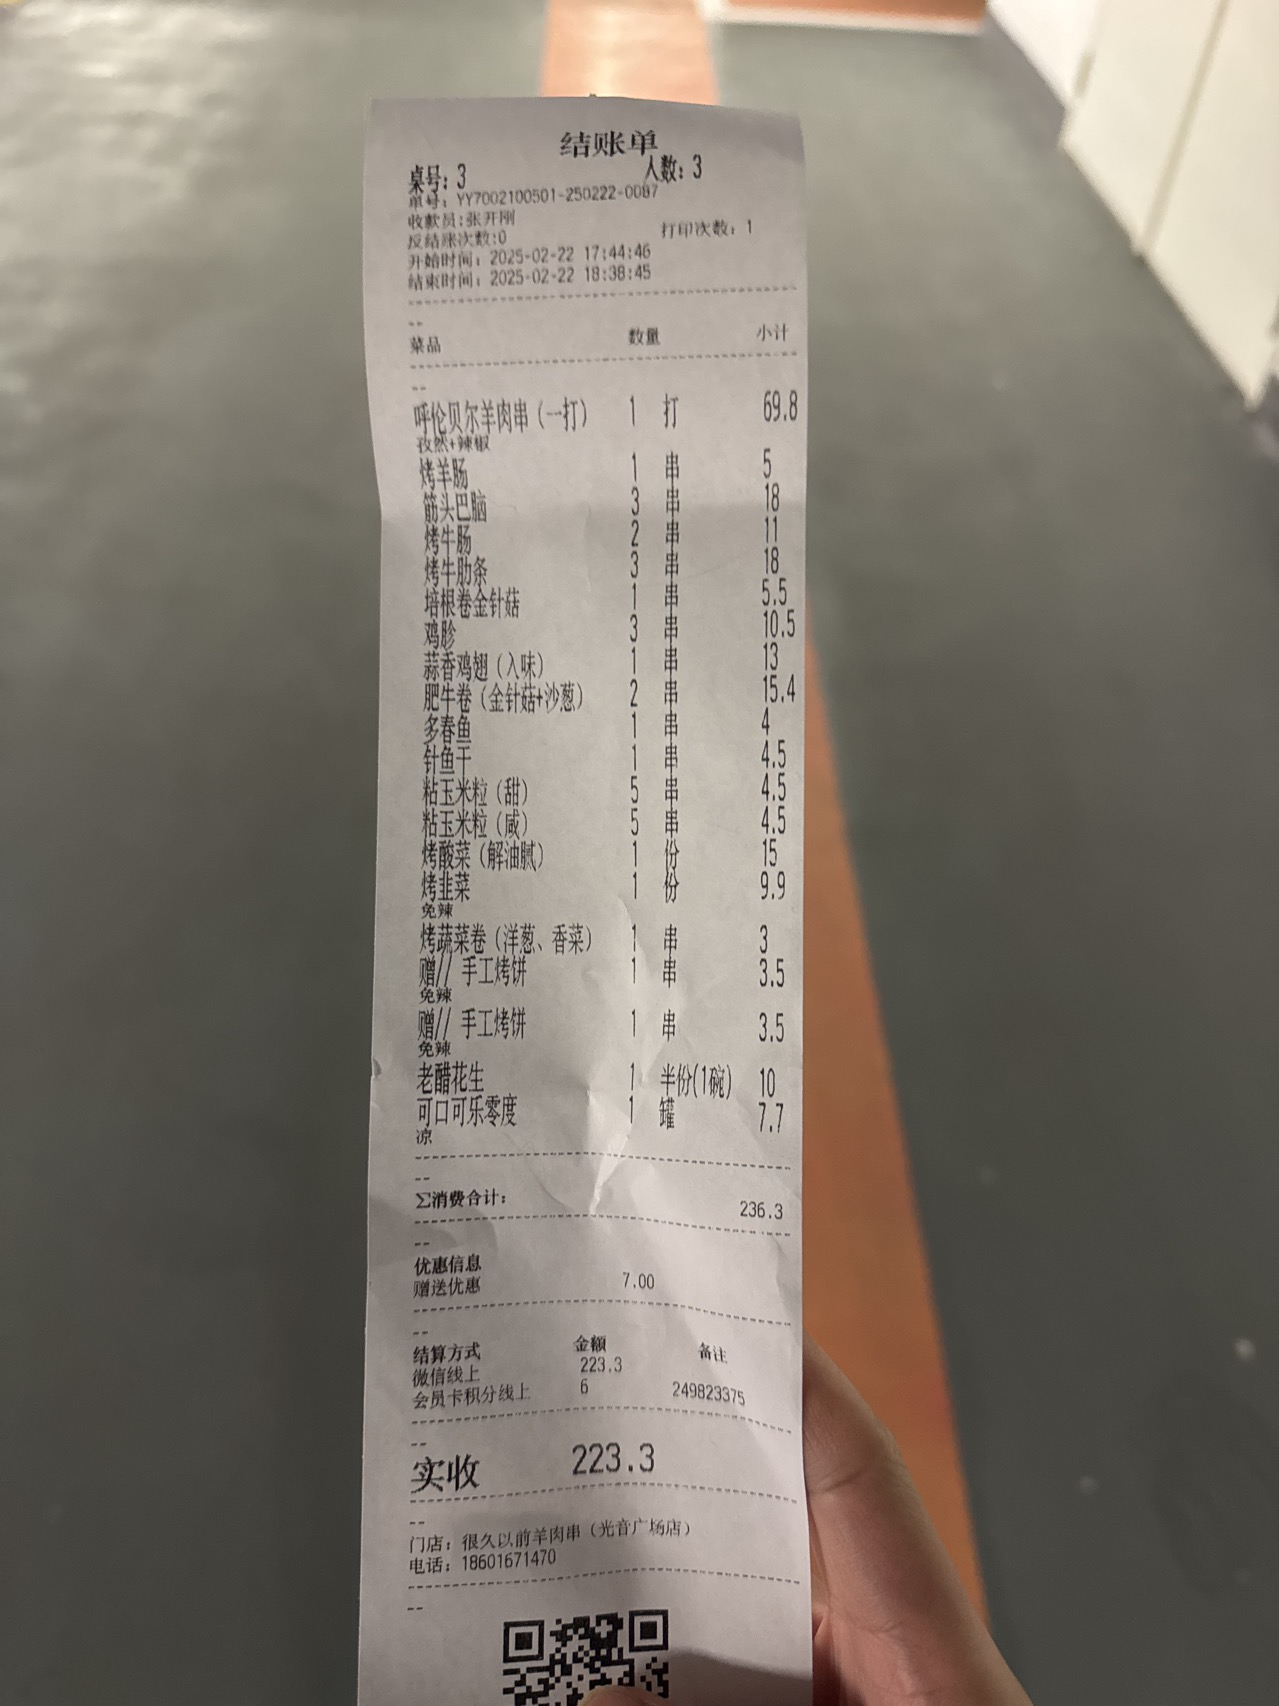 结账单
桌号：3 人数：3
单号：YY7002100501-250222-0087
收款员:张开刚
反结账次数:0 打印次数：1
开始时间：2025-02-22 17:44:46
结束时间：2025-02-22 18:38:45
--
菜品 数量 小计
--
呼伦贝尔羊肉串（一打） 1 打 69.8
孜然+辣椒
烤羊肠 1 串 5
筋头巴脑 3 串 18
烤牛肠 2 串 11
烤牛肋条 3 串 18
培根卷金针菇 1 串 5.5
鸡胗 3 串 10.5
蒜香鸡翅（入味） 1 串 13
肥牛卷（金针菇+沙葱） 2 串 15.4
多春鱼 1 串 4
针鱼干 1 串 4.5
粘玉米粒（甜） 5 串 4.5
粘玉米粒（咸） 5 串 4.5
烤酸菜（解油腻） 1 份 15
烤韭菜 1 份 9.9
免辣
烤蔬菜卷（洋葱、香菜） 1 串 3
赠// 手工烤饼 1 串 3.5
免辣
赠// 手工烤饼 1 串 3.5
免辣
老醋花生 1 半份(1碗) 10
可口可乐零度 1 罐 7.7
凉
--
∑消费合计： 236.3
--
优惠信息
赠送优惠 7.00
--
结算方式 金额 备注
微信线上 223.3
会员卡积分线上 6 249823375
--
实收 223.3
--
门店：很久以前羊肉串（光音广场店）
电话：18601671470
--